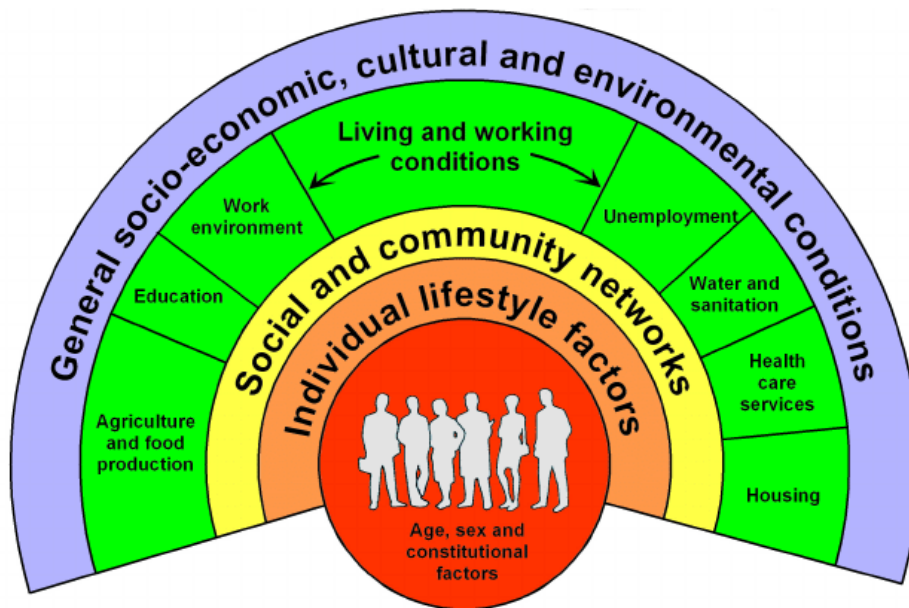 General socio-economic, cultural and environmental conditions
Living and working
conditions
Work
environment
Unemployment
Education
Water and
sanitation
Agriculture
and food
production
Health
care
services
Housing
Social and community networks
Individual lifestyle factors
Age, sex and
constitutional
factors